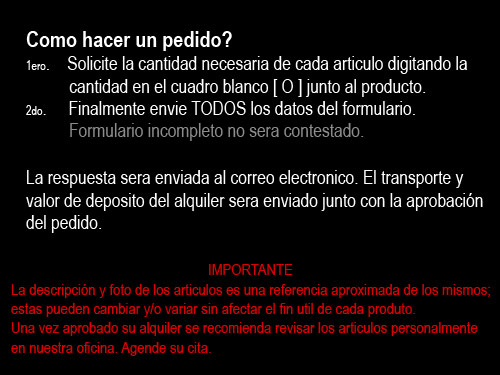 Como hacer un pedido?
1ero. Solicite la cantidad necesaria de cada articulo digitando la
cantidad en el cuadro blanco [ O ] junto al producto.
2do. Finalmente envie TODOS los datos del formulario.
Formulario incompleto no sera contestado.
La respuesta sera enviada al correo electronico. El transporte y
valor de deposito del alquiler sera enviado junto con la aprobación
del pedido.
IMPORTANTE
La descripción y foto de los articulos es una referencia aproximada de los mismos;
estas pueden cambiar y/o variar sin afectar el fin util de cada produto.
Una vez aprobado su alquiler se recomienda revisar los articulos personalmente
en nuestra oficina. Agende su cita.